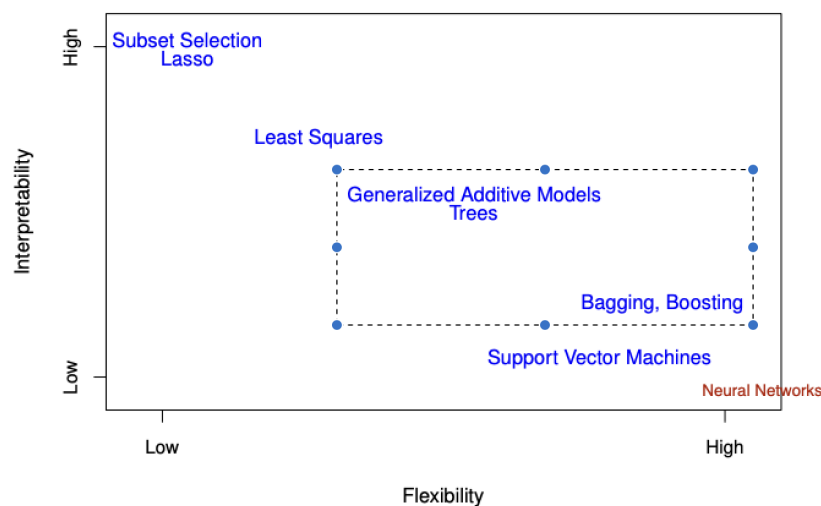 High
Subset Selection
Lasso
Least Squares
Generalized Additive Models
Trees
Interpretability
Bagging, Boosting
Support Vector Machines
Low
Neural Networks
Low
High
Flexibility